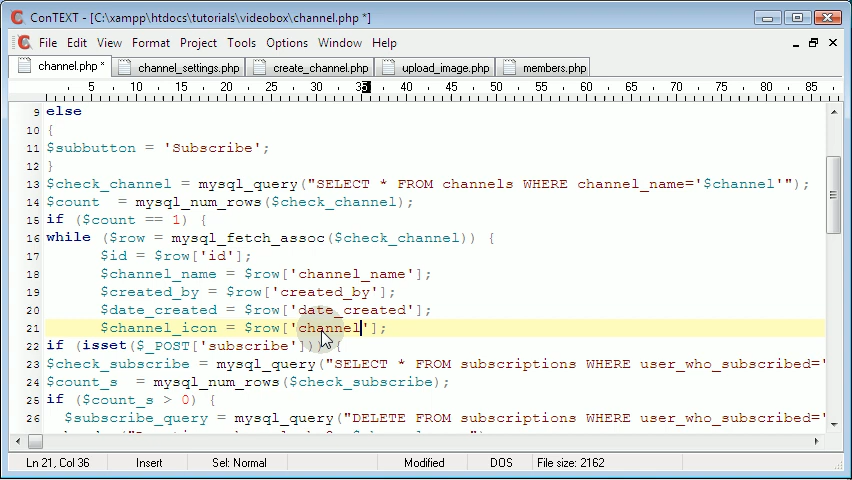 ConTEXT - [C:\xampp\htdocs\tutorials\videobox\channel.php *]
File Edit View Format Project Tools Options Window Help
channel.php * channel_settings.php create_channel.php upload_image.php members.php
5 10 15 20 25 30 35 40 45 50 55 60 65 70 75 80 85
9 else
10 {
11 $subbutton = 'Subscribe';
12 }
13 $check_channel = mysql_query("SELECT * FROM channels WHERE channel_name='$channel'");
14 $count = mysql_num_rows($check_channel);
15 if ($count == 1) {
16 while ($row = mysql_fetch_assoc($check_channel)) {
17 $id = $row['id'];
18 $channel_name = $row['channel_name'];
19 $created_by = $row['created_by'];
20 $date_created = $row['date_created'];
21 $channel_icon = $row['channel'];
22 if (isset($_POST['subscribe'])) {
23 $check_subscribe = mysql_query("SELECT * FROM subscriptions WHERE user_who_subscribed='
24 $count_s = mysql_num_rows($check_subscribe);
25 if ($count_s > 0) {
26 $subscribe_query = mysql_query("DELETE FROM subscriptions WHERE user_who_subscribed='
Ln 21, Col 36 Insert Sel: Normal Modified DOS File size: 2162